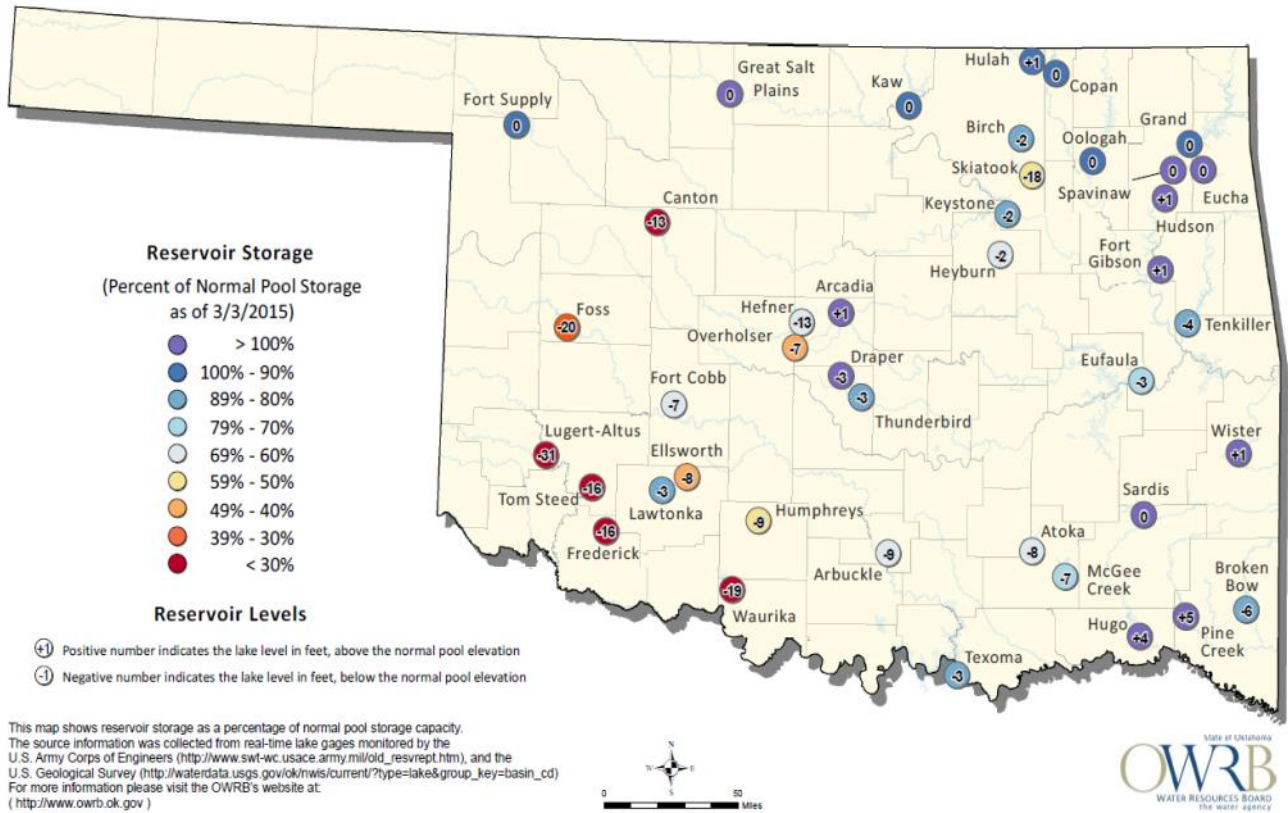 Hulah
+1
0
Copan
Great Salt
Plains
0
Kaw
0
Fort Supply
0
Birch
-2
Oologah
0
Grand
0
Skiatook
-18
Spavinaw
0
0
Eucha
Canton
-13
Keystone
-2
+1
Hudson
Heyburn
-2
Fort
Gibson
+1
Reservoir Storage
(Percent of Normal Pool Storage
as of 3/3/2015)
> 100%
100% - 90%
89% - 80%
79% - 70%
69% - 60%
59% - 50%
49% - 40%
39% - 30%
< 30%
Foss
-20
Hefner
-13
Arcadia
+1
Overholser
-7
Draper
-3
-3
Thunderbird
-4
Tenkiller
Eufaula
-3
Fort Cobb
-7
Lugert-Altus
-31
Ellsworth
-8
Tom Steed
-16
-3
Lawtonka
Wister
+1
Sardis
0
-9
Humphreys
-16
Frederick
-9
Arbuckle
Atoka
-8
-7
McGee
Creek
Broken
Bow
-6
-19
Waurika
Hugo
+4
+5
Pine
Creek
Texoma
-3
Reservoir Levels
+1 Positive number indicates the lake level in feet, above the normal pool elevation
-1 Negative number indicates the lake level in feet, below the normal pool elevation
This map shows reservoir storage as a percentage of normal pool storage capacity.
The source information was collected from real-time lake gages monitored by the
U.S. Army Corps of Engineers (http://www.swt-wc.usace.army.mil/old_resvrept.htm), and the
U.S. Geological Survey (http://waterdata.usgs.gov/ok/nwis/current/?type=lake&group_key=basin_cd)
For more information please visit the OWRB's website at:
( http://www.owrb.ok.gov )
N
W E
S
0 50
Miles
State of Oklahoma
OWRB
WATER RESOURCES BOARD
the water agency